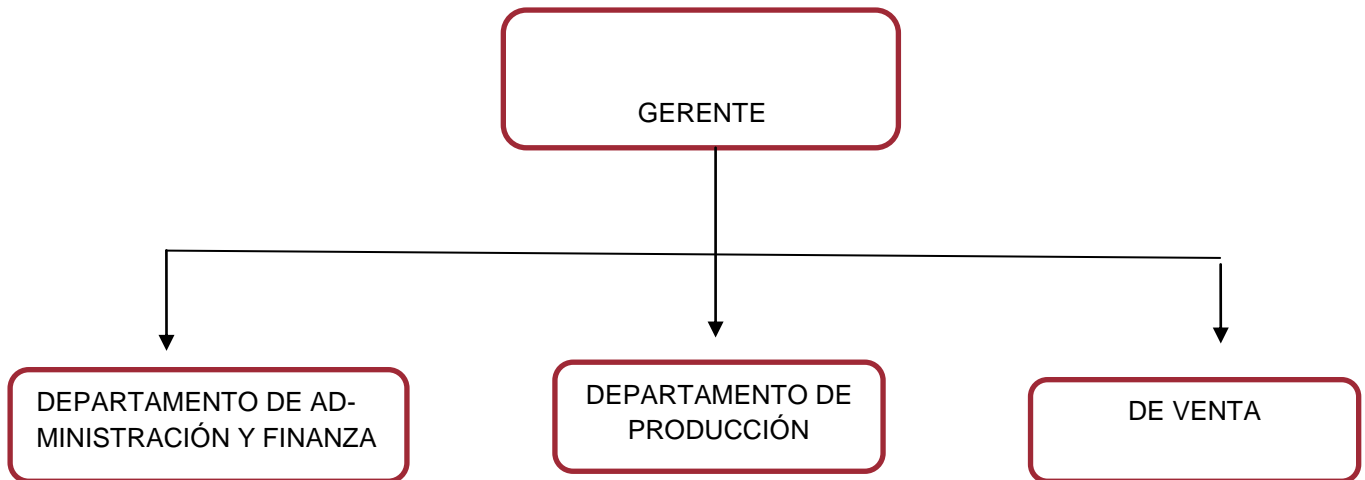 GERENTE
DEPARTAMENTO DE AD-
MINISTRACIÓN Y FINANZA
DEPARTAMENTO DE
PRODUCCIÓN
DE VENTA